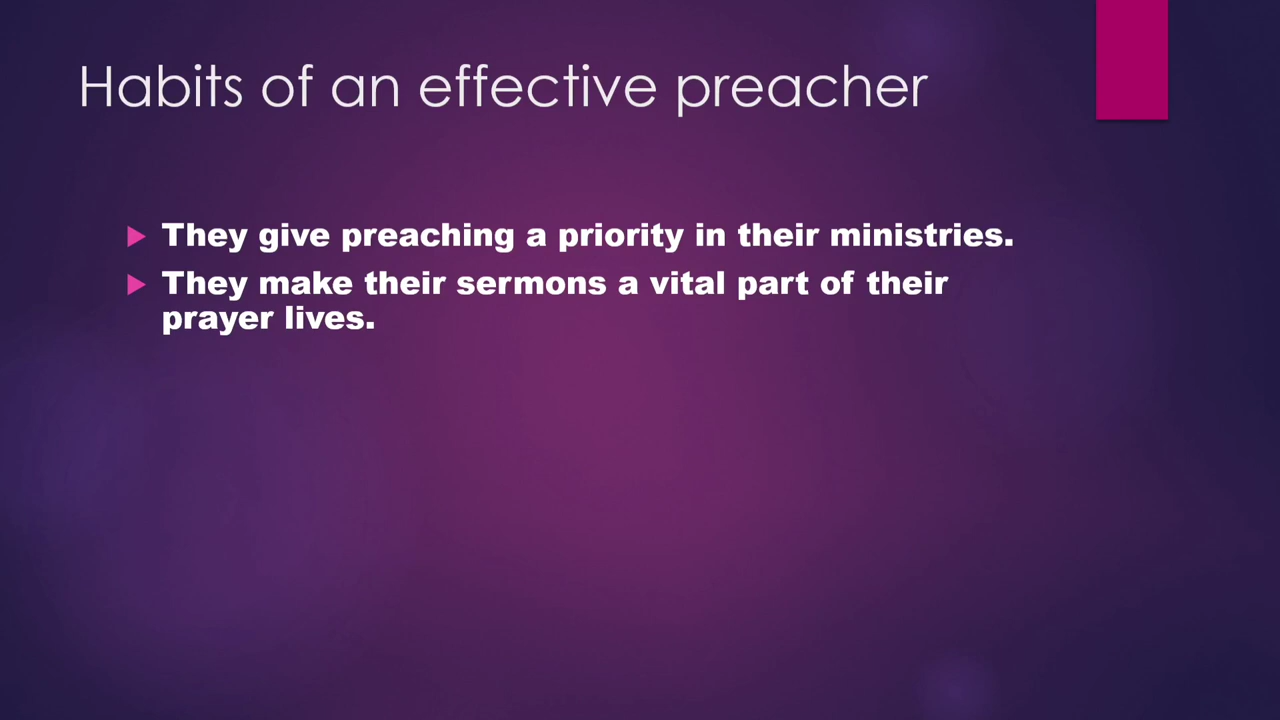 Habits of an effective preacher
They give preaching a priority in their ministries.
They make their sermons a vital part of their
prayer lives.